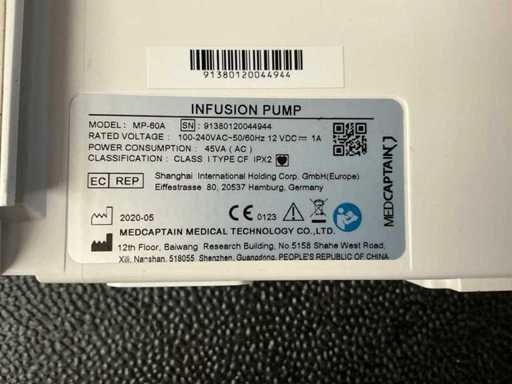 91380120044944
INFUSION PUMP
MODEL: MP-60A SN: 91380120044944
RATED VOLTAGE: 100-240VAC~50/60Hz 12 VDC⎓ 1A
POWER CONSUMPTION: 45VA (AC)
CLASSIFICATION: CLASS I TYPE CF IPX2
EC REP
Shanghai International Holding Corp. GmbH(Europe)
Eiffestrasse 80, 20537 Hamburg, Germany
2020-05
CE 0123
MEDCAPTAIN MEDICAL TECHNOLOGY CO.,LTD.
12th Floor, Baiwang Research Building, No.5158 Shahe West Road,
Xili, Nanshan, 518055 Shenzhen, Guangdong, PEOPLE'S REPUBLIC OF CHINA
MEDCAPTAIN